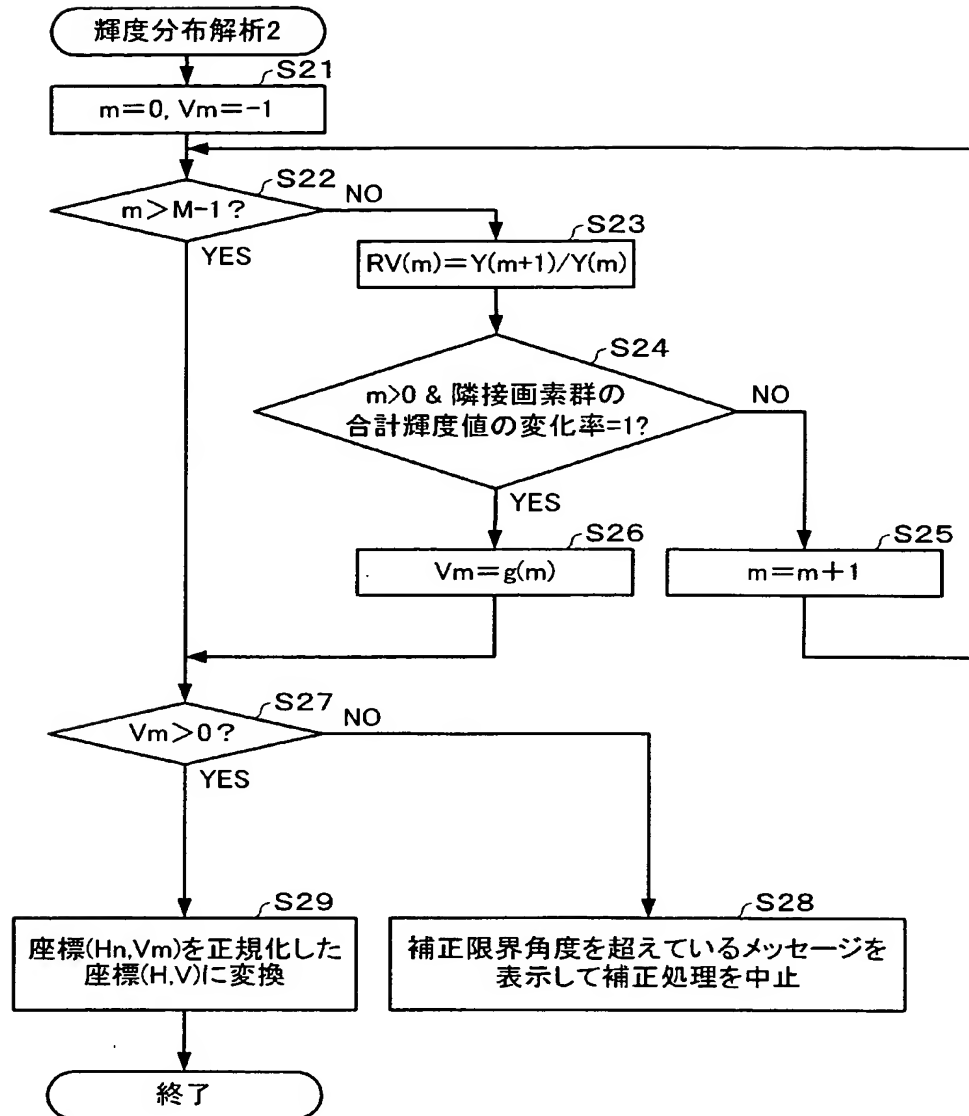 輝度分布解析2
S21
m=0, Vm=-1
S22
m>M-1?
NO
YES
S23
RV(m)=Y(m+1)/Y(m)
S24
m>0 & 隣接画素群の
合計輝度値の変化率=1?
NO
YES
S26
Vm=g(m)
S25
m=m+1
S27
Vm>0?
NO
YES
S29
座標(Hn,Vm)を正規化した
座標(H,V)に変換
S28
補正限界角度を超えているメッセージを
表示して補正処理を中止
終了